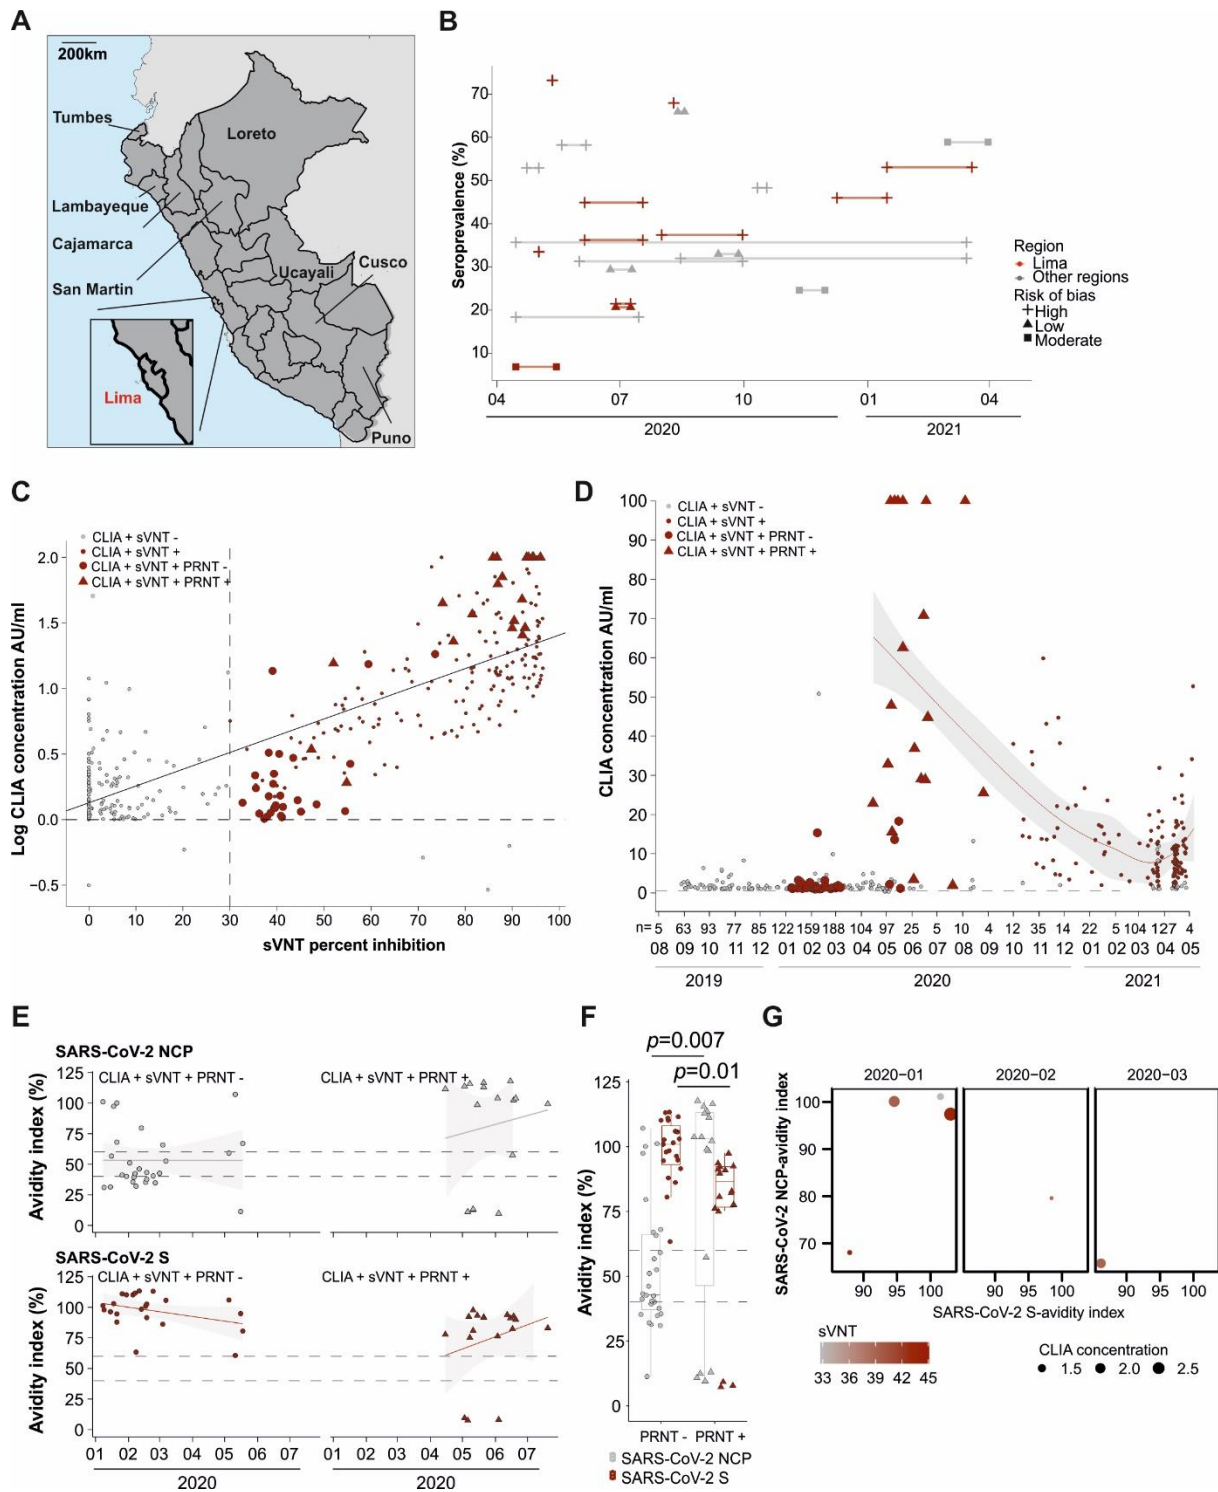 A
200km
Tumbes
Loreto
Lambayeque
Cajamarca
San Martin
Ucayali
Cusco
Lima
Puno
B
Seroprevalence (%)
70
60
50
40
30
20
10
04 07 10 01 04
2020 2021
Region
Lima
Other regions
Risk of bias
High
Low
Moderate
C
CLIA + sVNT -
CLIA + sVNT +
CLIA + sVNT + PRNT -
CLIA + sVNT + PRNT +
Log CLIA concentration AU/ml
2.0
1.5
1.0
0.5
0.0
−0.5
0 10 20 30 40 50 60 70 80 90 100
sVNT percent inhibition
D
CLIA + sVNT -
CLIA + sVNT +
CLIA + sVNT + PRNT -
CLIA + sVNT + PRNT +
CLIA concentration AU/ml
100
90
80
70
60
50
40
30
20
10
0
n= 5 63 93 77 85 122 159 188 104 97 25 5 10 4 12 35 14 22 5 104 127 4
08 09 10 11 12 01 02 03 04 05 06 07 08 09 10 11 12 01 02 03 04 05
2019 2020 2021
E
SARS-CoV-2 NCP
CLIA + sVNT + PRNT - CLIA + sVNT + PRNT +
Avidity index (%)
125
100
75
50
25
0
SARS-CoV-2 S
CLIA + sVNT + PRNT - CLIA + sVNT + PRNT +
Avidity index (%)
125
100
75
50
25
0
01 02 03 04 05 06 07 01 02 03 04 05 06 07
2020 2020
F
p=0.007
p=0.01
Avidity index (%)
125
100
75
50
25
0
PRNT - PRNT +
SARS-CoV-2 NCP
SARS-CoV-2 S
G
2020−01 2020−02 2020−03
SARS-CoV-2 NCP-avidity index
100
90
80
70
90 95 100 90 95 100 90 95 100
SARS-CoV-2 S-avidity index
sVNT
33 36 39 42 45
CLIA concentration
1.5 2.0 2.5